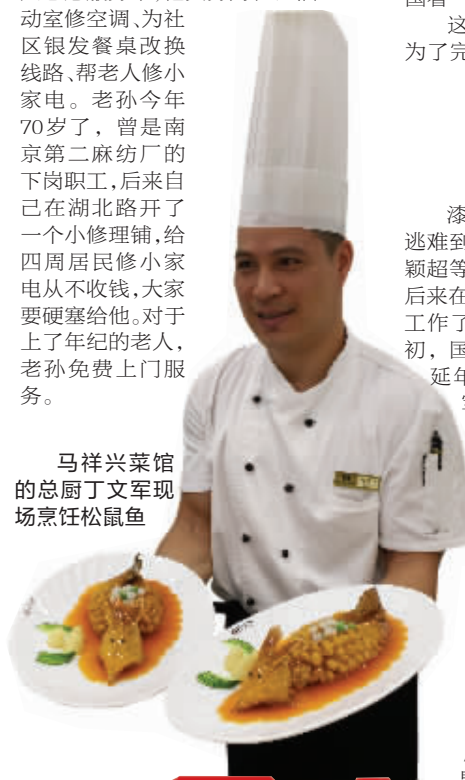 动室修空调、为社
区银发餐桌改换
线路、帮老人修小
家电。老孙今年
70岁了，曾是南
京第二麻纺厂的
下岗职工，后来自
己在湖北路开了
一个小修理铺，给
四周居民修小家
电从不收钱，大家
要硬塞给他。对于
上了年纪的老人，
老孙免费上门服
务。
马祥兴菜馆
的总厨丁文军现
场烹饪松鼠鱼
这
为了完
漆
逃难到
颖超等
后来在
工作了
初，国
延年